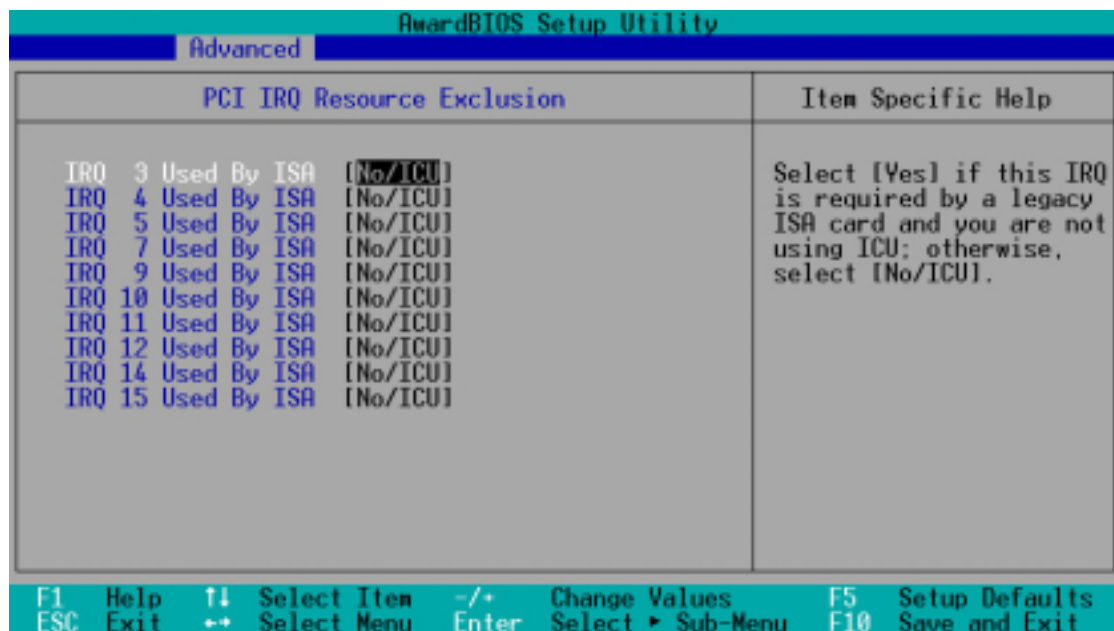 AwardBIOS Setup Utility
Advanced
PCI IRQ Resource Exclusion
IRQ 3 Used By ISA [No/ICU]
IRQ 4 Used By ISA [No/ICU]
IRQ 5 Used By ISA [No/ICU]
IRQ 7 Used By ISA [No/ICU]
IRQ 9 Used By ISA [No/ICU]
IRQ 10 Used By ISA [No/ICU]
IRQ 11 Used By ISA [No/ICU]
IRQ 12 Used By ISA [No/ICU]
IRQ 14 Used By ISA [No/ICU]
IRQ 15 Used By ISA [No/ICU]
Item Specific Help
Select [Yes] if this IRQ
is required by a legacy
ISA card and you are not
using ICU; otherwise,
select [No/ICU].
F1 Help ↑↓ Select Item -/+ Change Values F5 Setup Defaults
ESC Exit ←→ Select Menu Enter Select ► Sub-Menu F10 Save and Exit